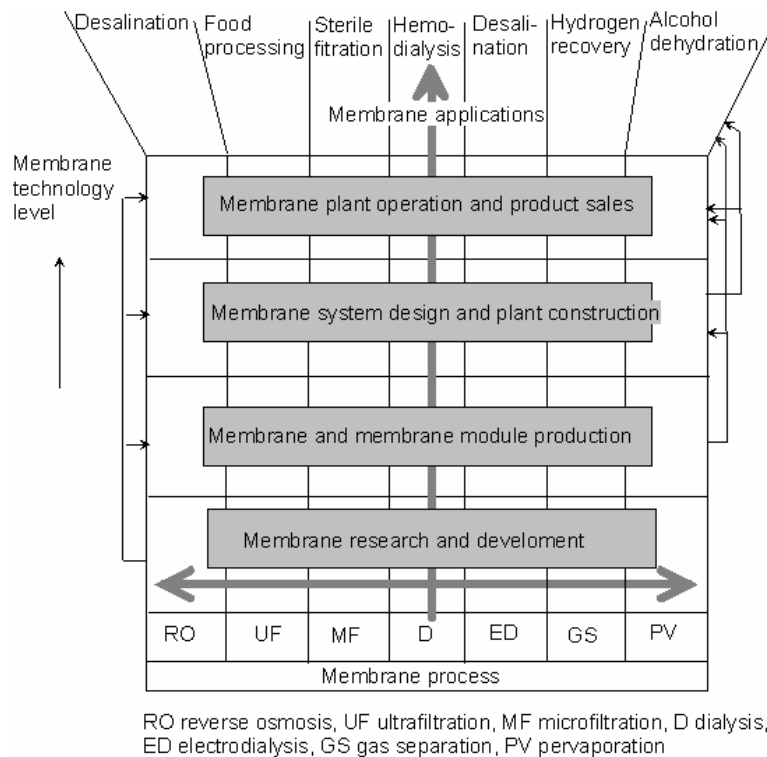 Desalination
Food
processing
Sterile
filtration
Hemo-
dialysis
Desali-
nation
Hydrogen
recovery
Alcohol
dehydration
Membrane applications
Membrane
technology
level
Membrane plant operation and product sales
Membrane system design and plant construction
Membrane and membrane module production
Membrane research and develoment
RO UF MF D ED GS PV
Membrane process
RO reverse osmosis, UF ultrafiltration, MF microfiltration, D dialysis,
ED electrodialysis, GS gas separation, PV pervaporation